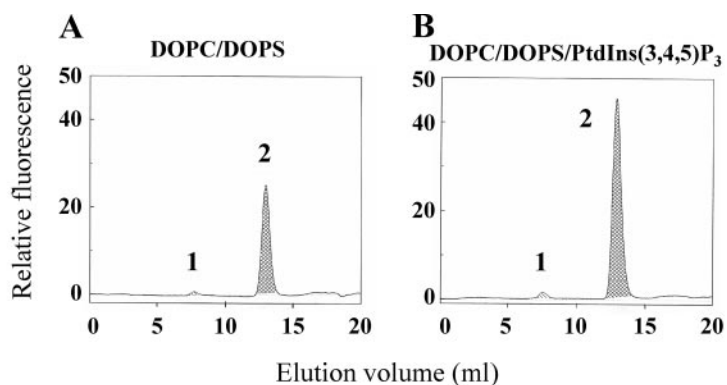 A
DOPC/DOPS
Relative fluorescence
50
40
20
0
1
2
0 5 10 15 20
B
DOPC/DOPS/PtdIns(3,4,5)P₃
50
40
20
0
1
2
0 5 10 15 20
Elution volume (ml)